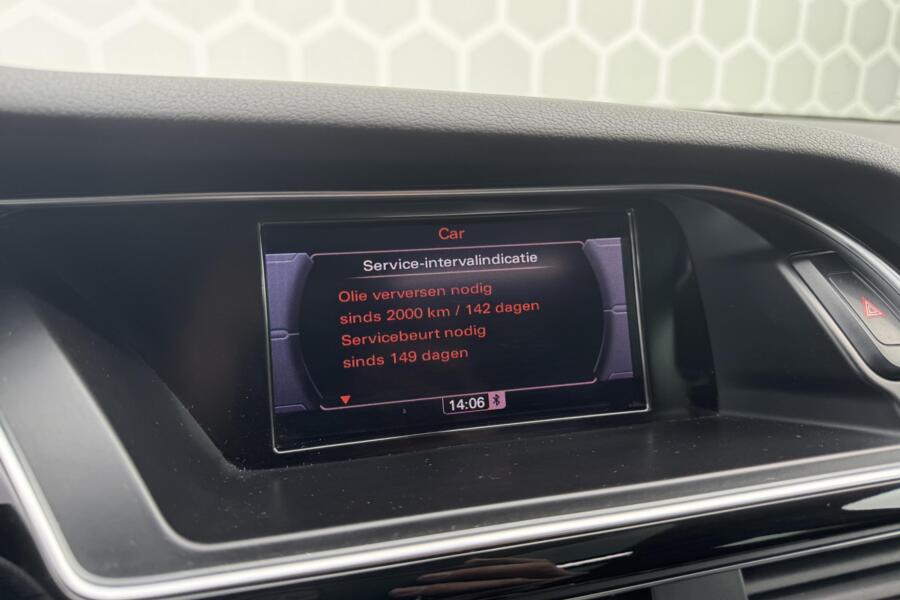 Car
Service-intervalindicatie
Olie verversen nodig
sinds 2000 km / 142 dagen
Servicebeurt nodig
sinds 149 dagen
14:06